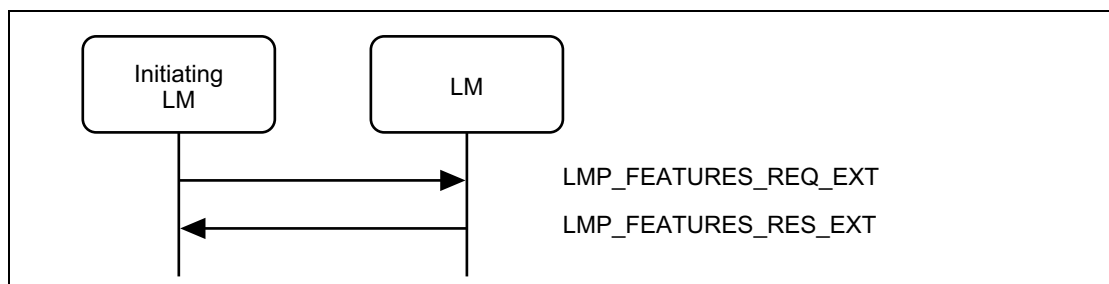 Initiating
LM
LM
LMP_FEATURES_REQ_EXT
LMP_FEATURES_RES_EXT